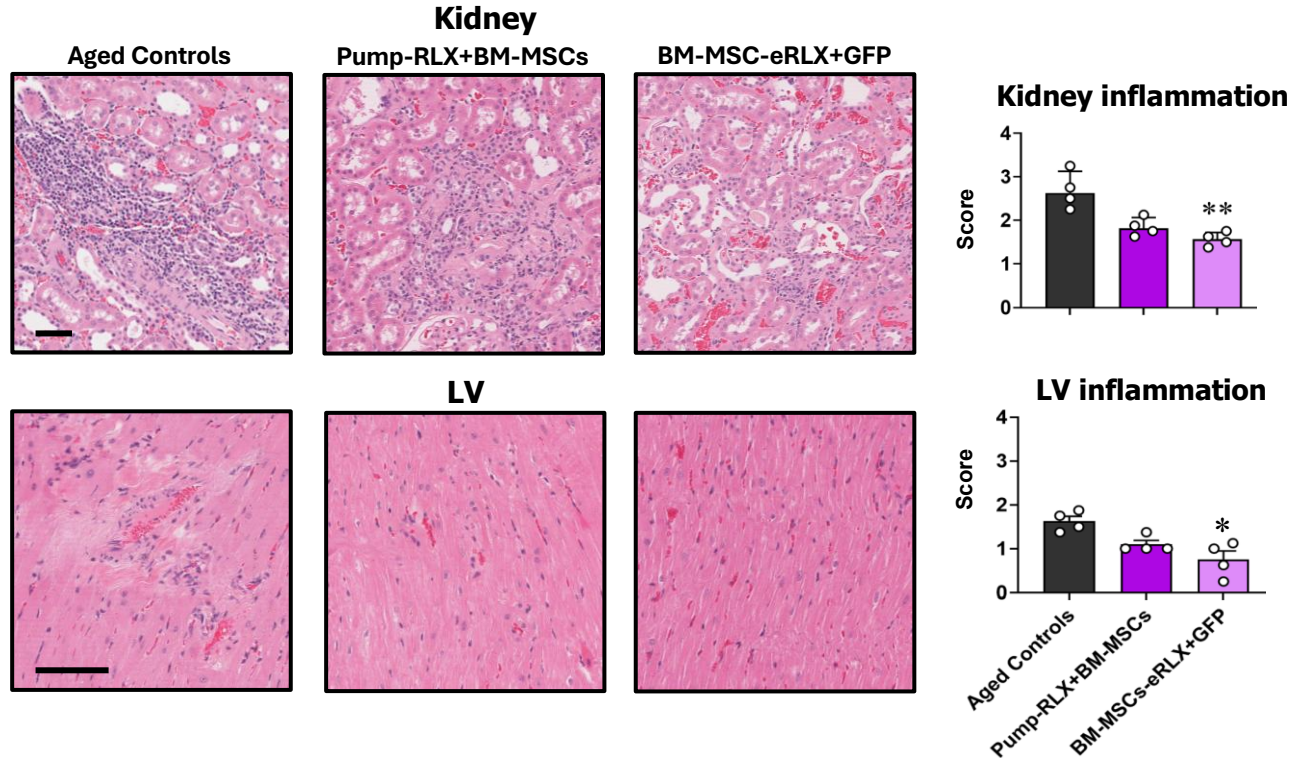 Kidney
Aged Controls
Pump-RLX+BM-MSCs
BM-MSC-eRLX+GFP
Kidney inflammation
4
3
2
1
0
Score
**
LV
LV inflammation
4
3
2
1
0
Score
*
Aged Controls
Pump-RLX+BM-MSCs
BM-MSCs-eRLX+GFP